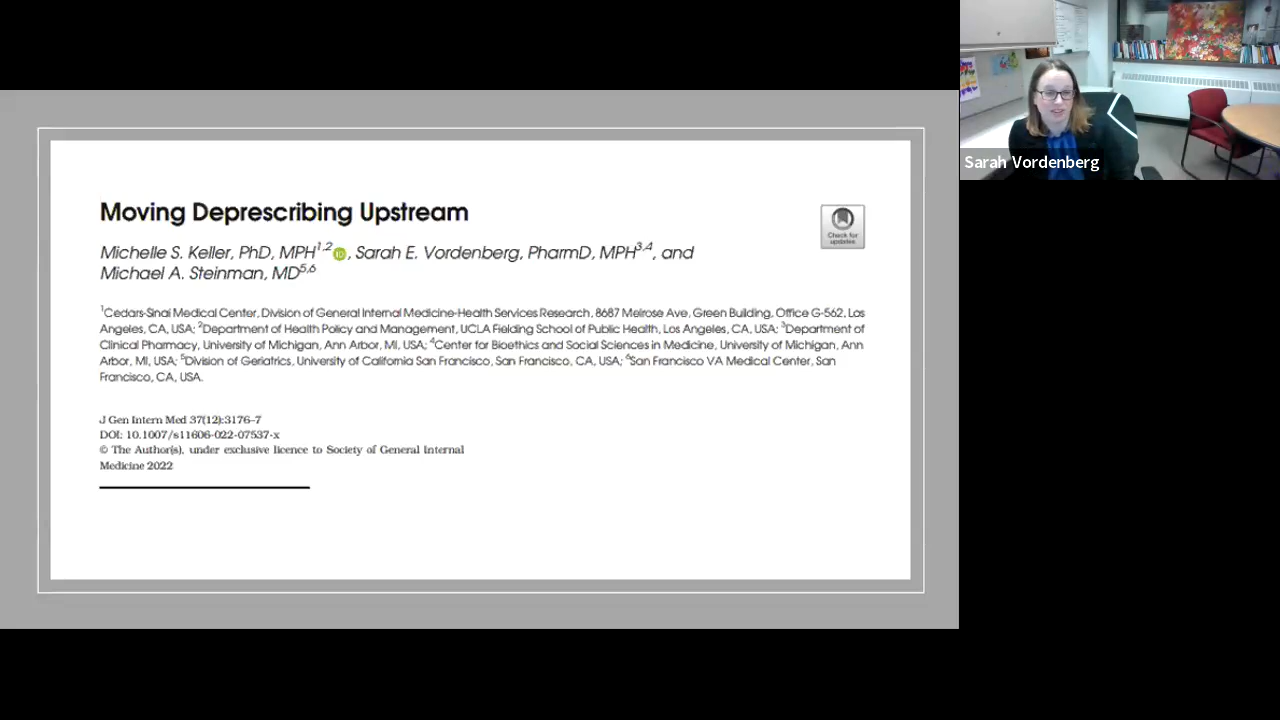 Moving Deprescribing Upstream
Michelle S. Keller, PhD, MPH1,2 iD, Sarah E. Vordenberg, PharmD, MPH3,4, and
Michael A. Steinman, MD5,6
Check for
updates
1Cedars-Sinai Medical Center, Division of General Internal Medicine-Health Services Research, 8687 Melrose Ave, Green Building, Office G-562, Los
Angeles, CA, USA; 2Department of Health Policy and Management, UCLA Fielding School of Public Health, Los Angeles, CA, USA; 3Department of
Clinical Pharmacy, University of Michigan, Ann Arbor, MI, USA; 4Center for Bioethics and Social Sciences in Medicine, University of Michigan, Ann
Arbor, MI, USA; 5Division of Geriatrics, University of California San Francisco, San Francisco, CA, USA; 6San Francisco VA Medical Center, San
Francisco, CA, USA.
J Gen Intern Med 37(12):3176–7
DOI: 10.1007/s11606-022-07537-x
© The Author(s), under exclusive licence to Society of General Internal
Medicine 2022
Sarah Vordenberg